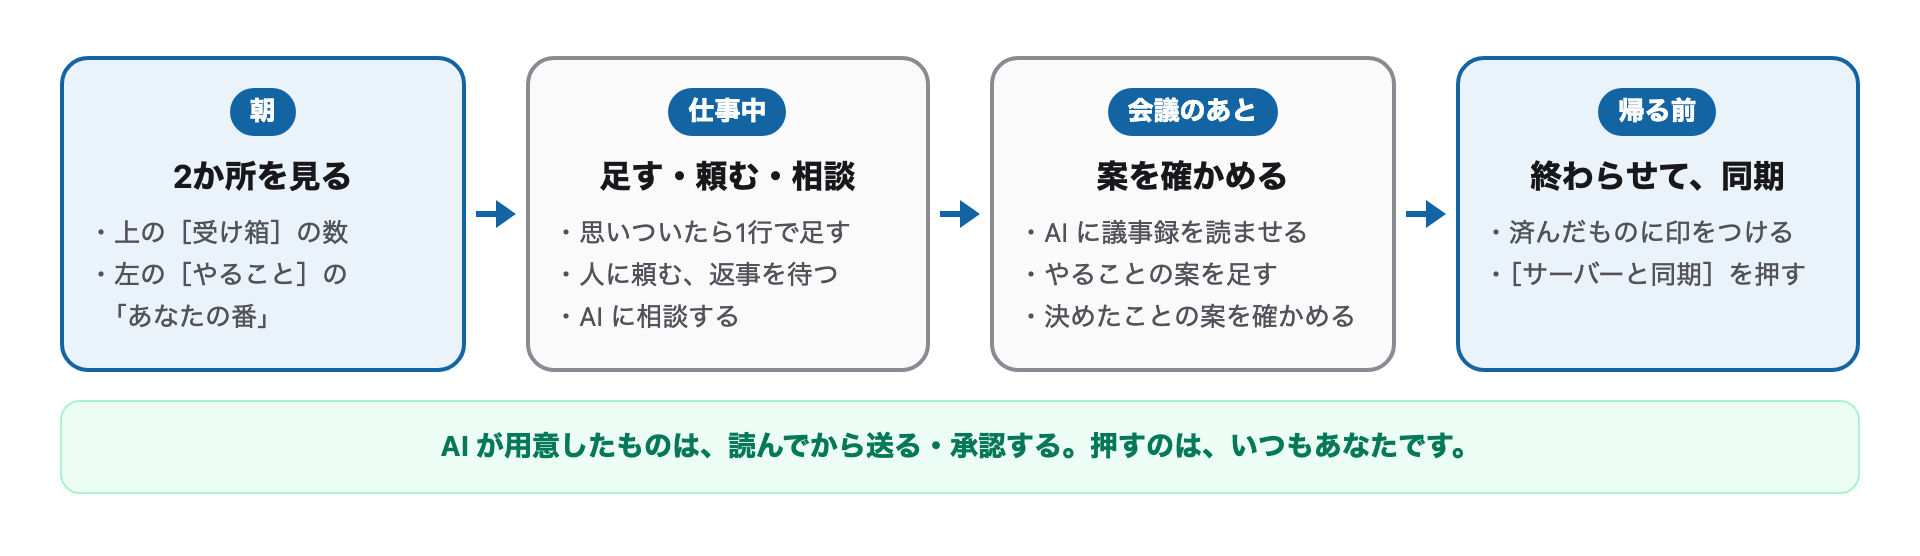 朝
2か所を見る
・上の［受け箱］の数
・左の［やること］の
「あなたの番」
仕事中
足す・頼む・相談
・思いついたら1行で足す
・人に頼む、返事を待つ
・AI に相談する
会議のあと
案を確かめる
・AI に議事録を読ませる
・やることの案を足す
・決めたことの案を確かめる
帰る前
終わらせて、同期
・済んだものに印をつける
・［サーバーと同期］を押す
AI が用意したものは、読んでから送る・承認する。押すのは、いつもあなたです。